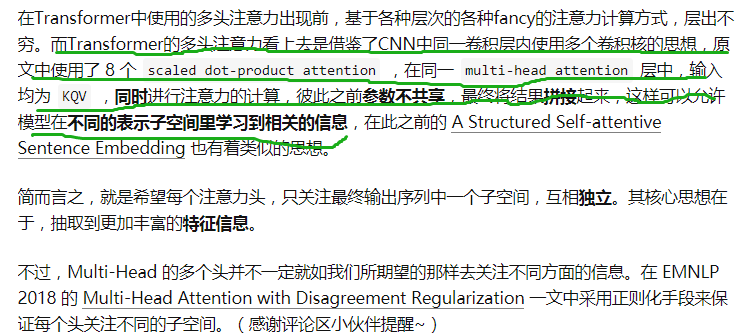 在Transformer中使用的多头注意力出现前，基于各种层次的各种fancy的注意力计算方式，层出不
穷。而Transformer的多头注意力看上去是借鉴了CNN中同一卷积层内使用多个卷积核的思想，原
文中使用了 8 个 scaled dot-product attention ，在同一 multi-head attention 层中，输入
均为 KQV ，同时进行注意力的计算，彼此之前参数不共享，最终将结果拼接起来，这样可以允许
模型在不同的表示子空间里学习到相关的信息，在此之前的 A Structured Self-attentive
Sentence Embedding 也有着类似的思想。
简而言之，就是希望每个注意力头，只关注最终输出序列中一个子空间，互相独立。其核心思想在
于，抽取到更加丰富的特征信息。
不过，Multi-Head 的多个头并不一定就如我们所期望的那样去关注不同方面的信息。在 EMNLP
2018 的 Multi-Head Attention with Disagreement Regularization 一文中采用正则化手段来保
证每个头关注不同的子空间。（感谢评论区小伙伴提醒~ ）